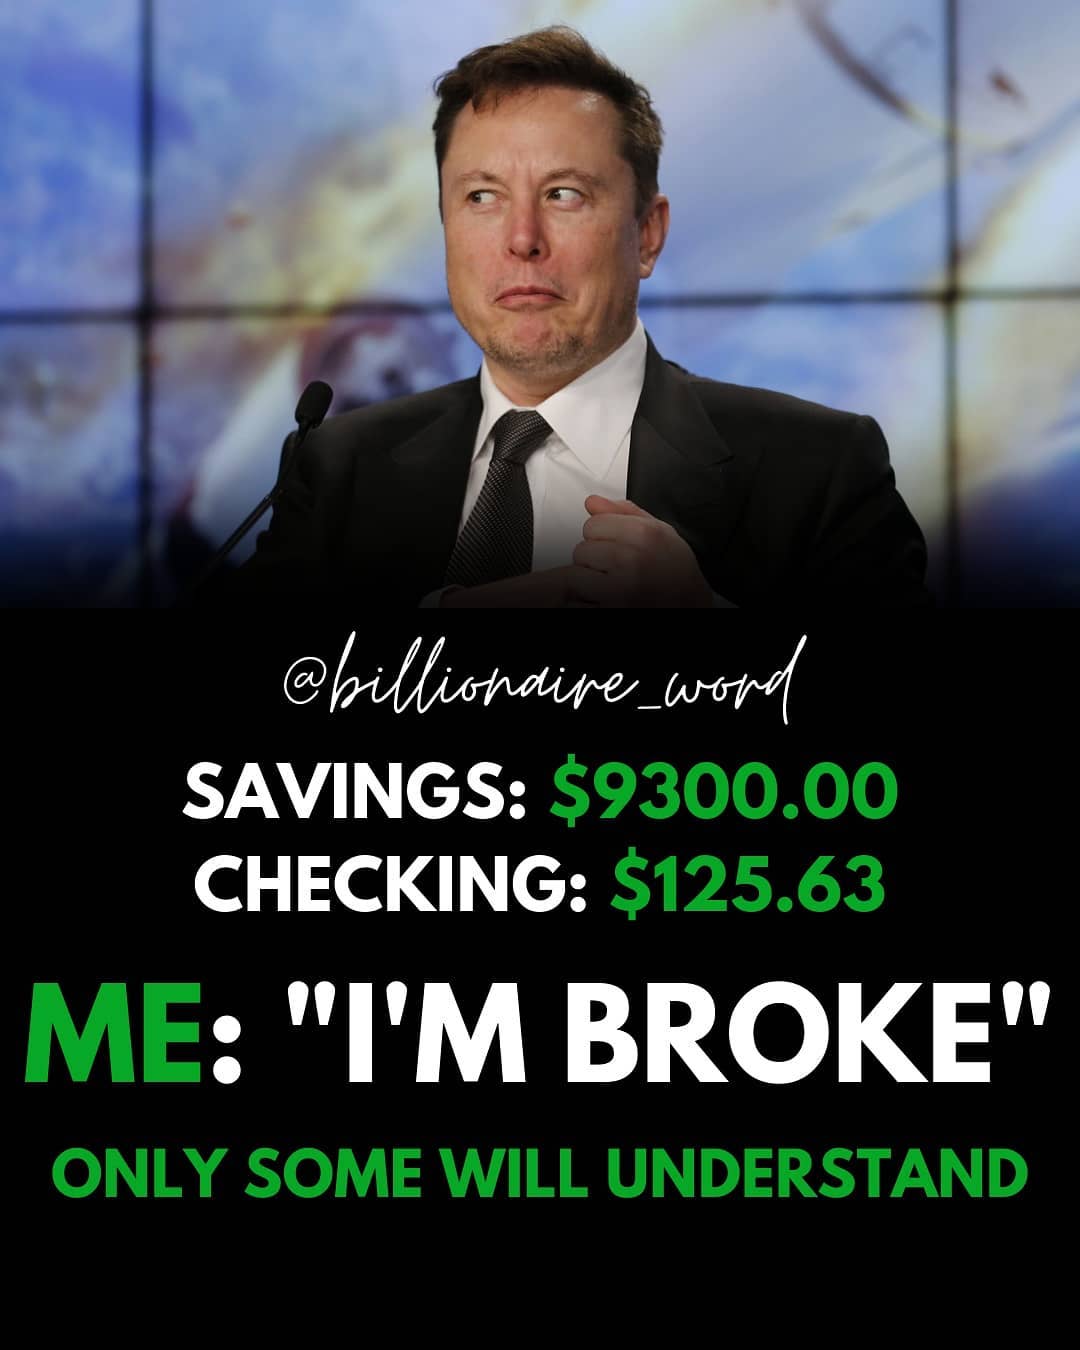 @billionaire_word
SAVINGS: $9300.00
CHECKING: $125.63
ME: "I'M BROKE"
ONLY SOME WILL UNDERSTAND